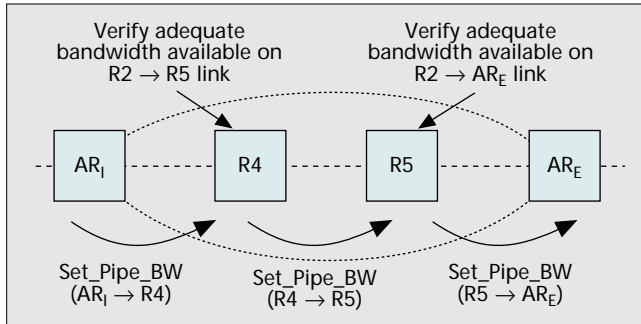 Verify adequate
bandwidth available on
R2 → R5 link
Verify adequate
bandwidth available on
R2 → AR_E link
AR_I
R4
R5
AR_E
Set_Pipe_BW
(AR_I → R4)
Set_Pipe_BW
(R4 → R5)
Set_Pipe_BW
(R5 → AR_E)